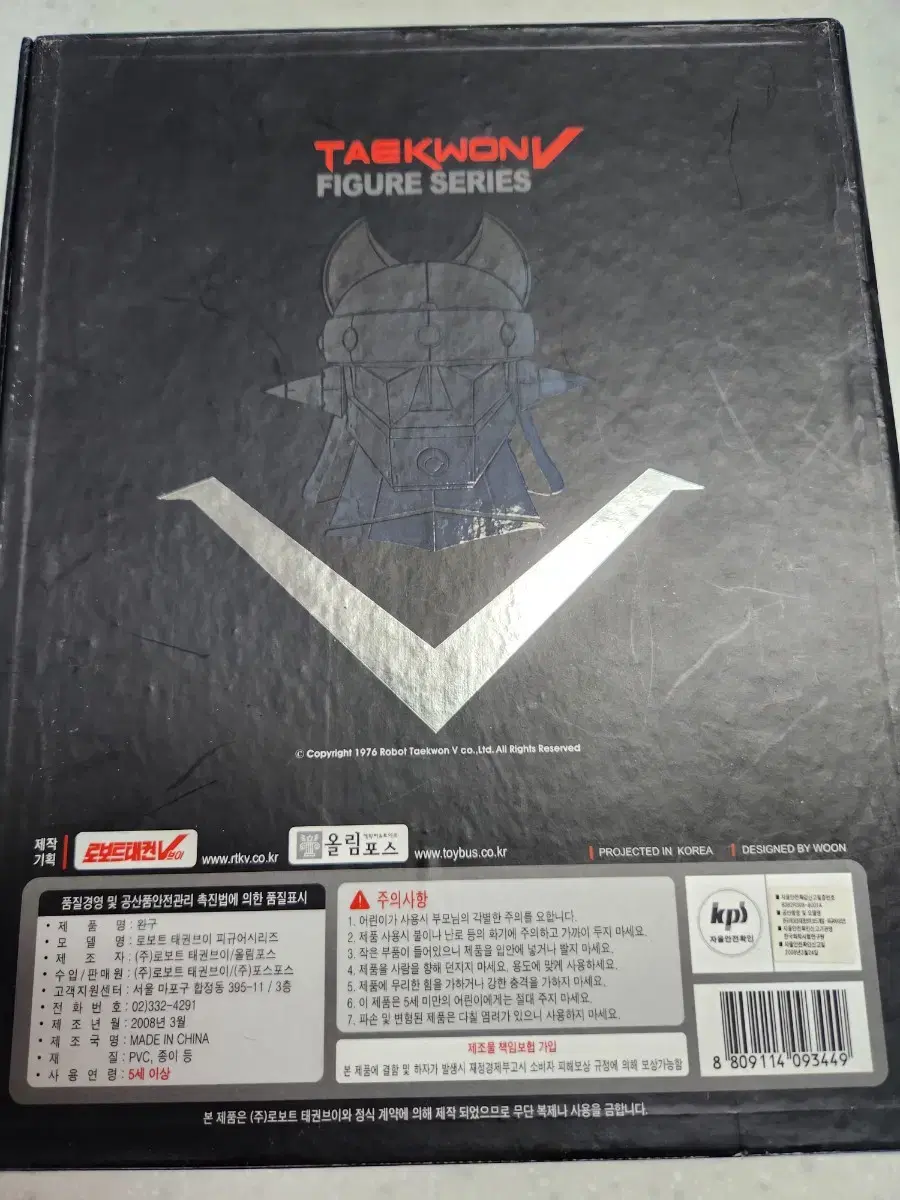 TAEKWON V
FIGURE SERIES
© Copyright 1976 Robot Taekwon V co.,Ltd. All Rights Reserved
제작
기획
로보트태권V 브이
www.rtkv.co.kr
올림포스
www.toybus.co.kr
PROJECTED IN KOREA
DESIGNED BY WOON
품질경영 및 공산품안전관리 촉진법에 의한 품질표시
• 제 품 명 : 완구
• 모 델 명 : 로보트 태권브이 피규어시리즈
• 제 조 자 : (주)로보트 태권브이/올림포스
• 수입/판매원 : (주)로보트 태권브이/(주)포스포스
• 고객지원센터 : 서울 마포구 합정동 395-11 / 3층
• 전 화 번 호 : 02)332-4291
• 제 조 년 월 : 2008년 3월
• 제 조 국 명 : MADE IN CHINA
• 재 질 : PVC, 종이 등
• 사 용 연 령 : 5세 이상
주의사항
1. 어린이가 사용시 부모님의 각별한 주의를 요합니다.
2. 제품 사용시 불이나 난로 등의 화기에 주의하고 가까이 두지 마세요.
3. 작은 부품이 들어있으니 제품을 입안에 넣거나 빨지 마세요.
4. 제품을 사람을 향해 던지지 마세요. 용도에 맞게 사용하세요.
5. 제품에 무리한 힘을 가하거나 강한 충격을 가하지 마세요.
6. 이 제품은 5세 미만의 어린이에게는 절대 주지 마세요.
7. 파손 및 변형된 제품은 다칠 염려가 있으니 사용하지 마세요.
제조물 책임보험 가입
본 제품에 결함 및 하자가 발생시 재정경제부고시 소비자 피해보상 규정에 의해 보상가능함
kps
자율안전확인
8 809114 093449
본 제품은 (주)로보트 태권브이와 정식 계약에 의해 제작 되었으므로 무단 복제나 사용을 금합니다.